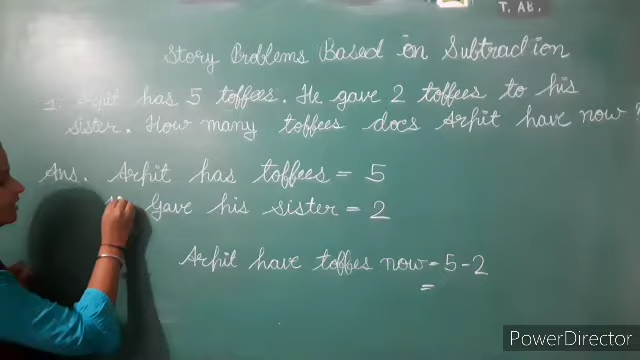 T. AB.
Story Problems Based on Subtraction
1. Arpit has 5 toffees. He gave 2 toffees to his
sister. How many toffees does Arpit have now?
Ans. Arpit has toffees = 5
Gave his sister = 2
Arpit have toffes now = 5 - 2
=
PowerDirector